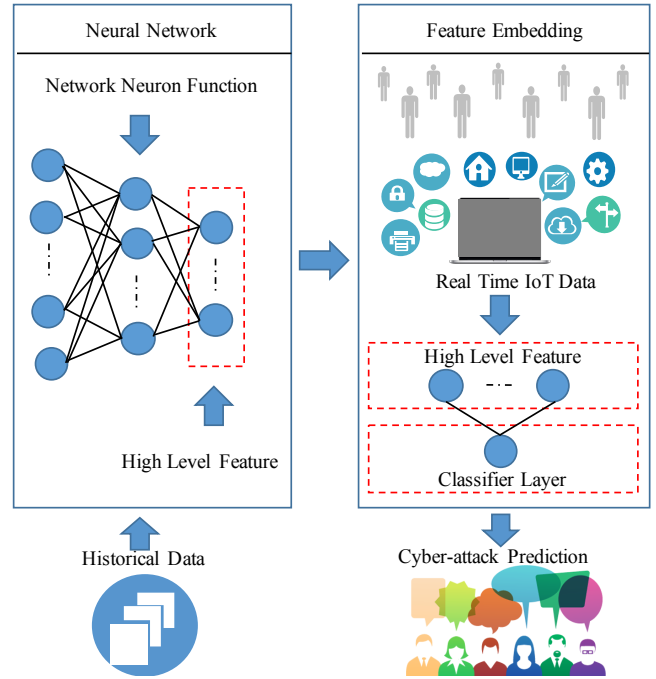 Neural Network
Network Neuron Function
High Level Feature
Historical Data
Feature Embedding
Real Time IoT Data
High Level Feature
Classifier Layer
Cyber-attack Prediction